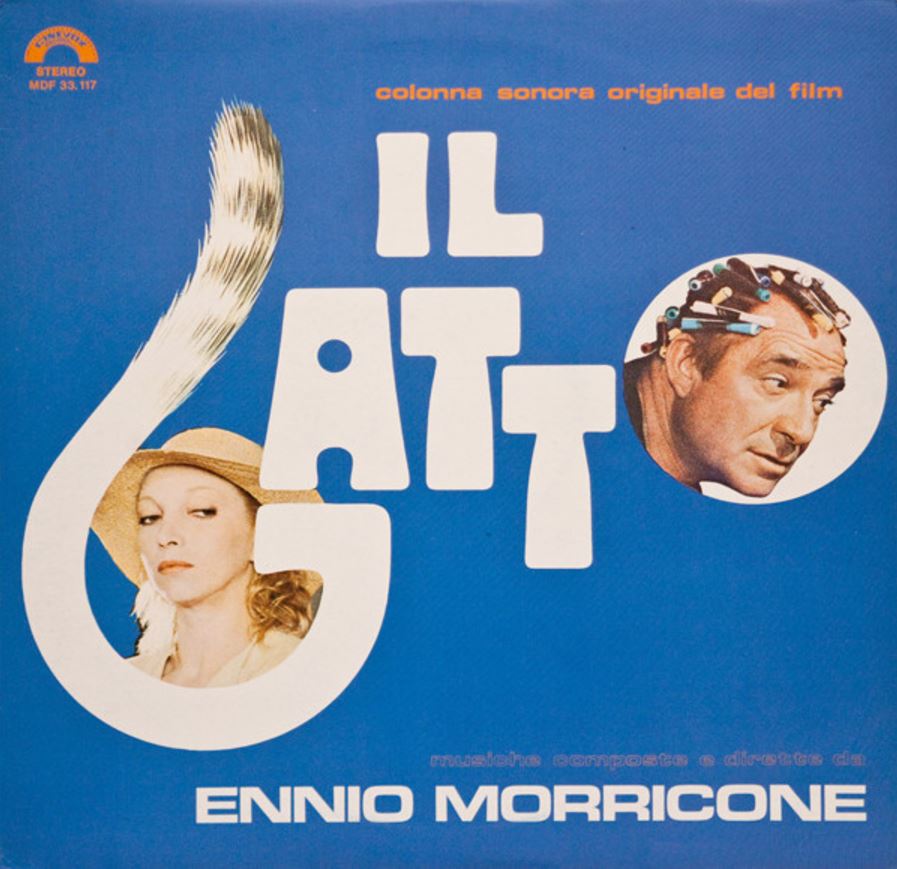 CINEVOX
STEREO
MDF 33.117
colonna sonora originale del film
IL
GATTO
musiche composte e dirette da
ENNIO MORRICONE